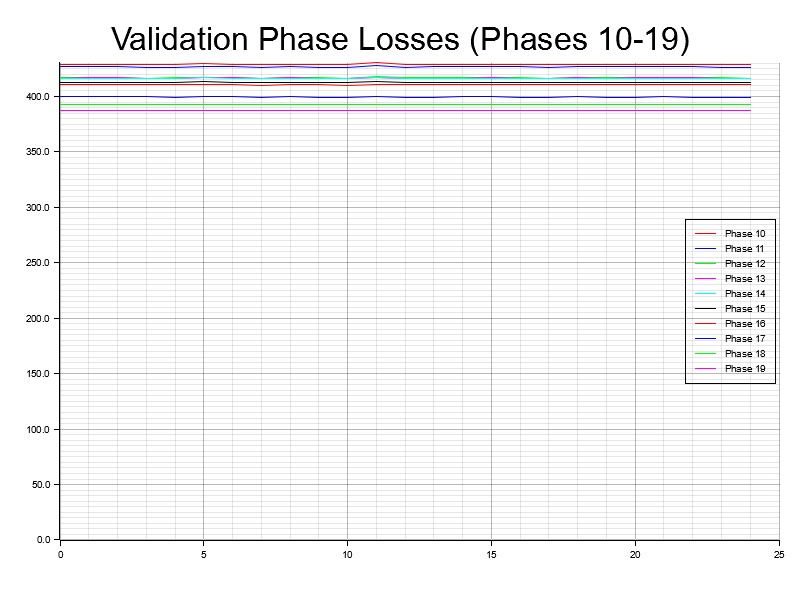 Validation Phase Losses (Phases 10-19)
400.0
350.0
300.0
250.0
200.0
150.0
100.0
50.0
0.0
0 5 10 15 20 25
Phase 10
Phase 11
Phase 12
Phase 13
Phase 14
Phase 15
Phase 16
Phase 17
Phase 18
Phase 19